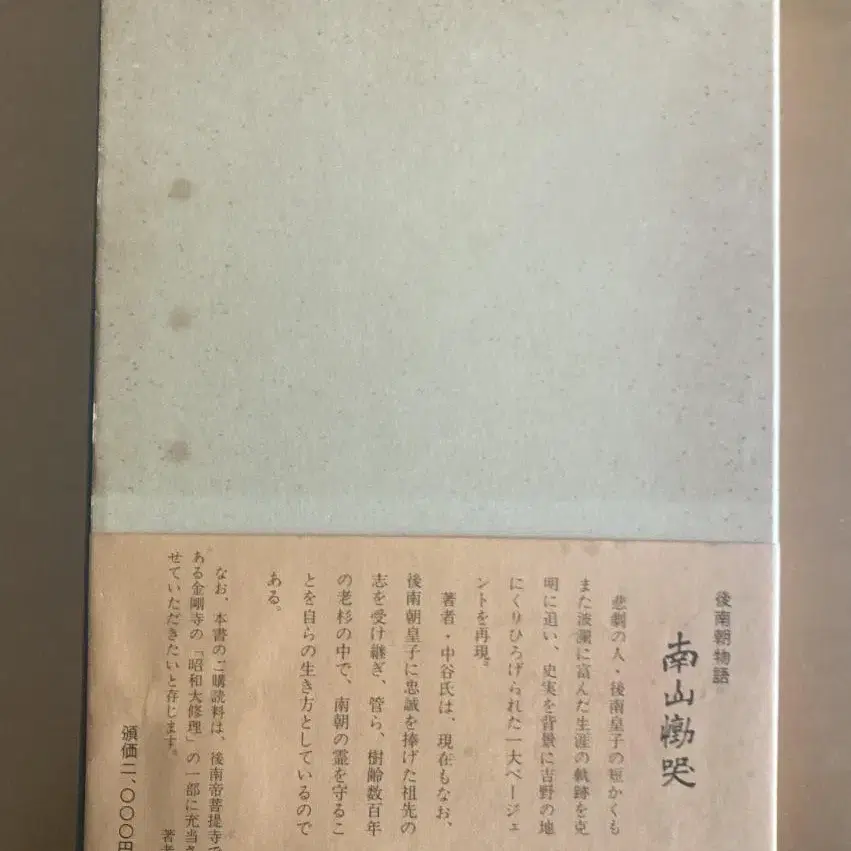 後南朝物語
南山慟哭
悲劇の人・後南皇子の短かくも
また波瀾に富んだ生涯の軌跡を克
明に追い、史実を背景に吉野の地
にくりひろげられた一大ページェ
ントを再現。
著者・中谷氏は、現在もなお、
後南朝皇子に忠誠を捧げた祖先の
志を受け継ぎ、管ら、樹齢数百年
の老杉の中で、南朝の霊を守るこ
とを自らの生き方としているので
ある。
なお、本書のご購読料は、後南帝菩提寺で
ある金剛寺の「昭和大修理」の一部に充当さ
せていただきたいと存じます。
著者
頒価二、〇〇〇円